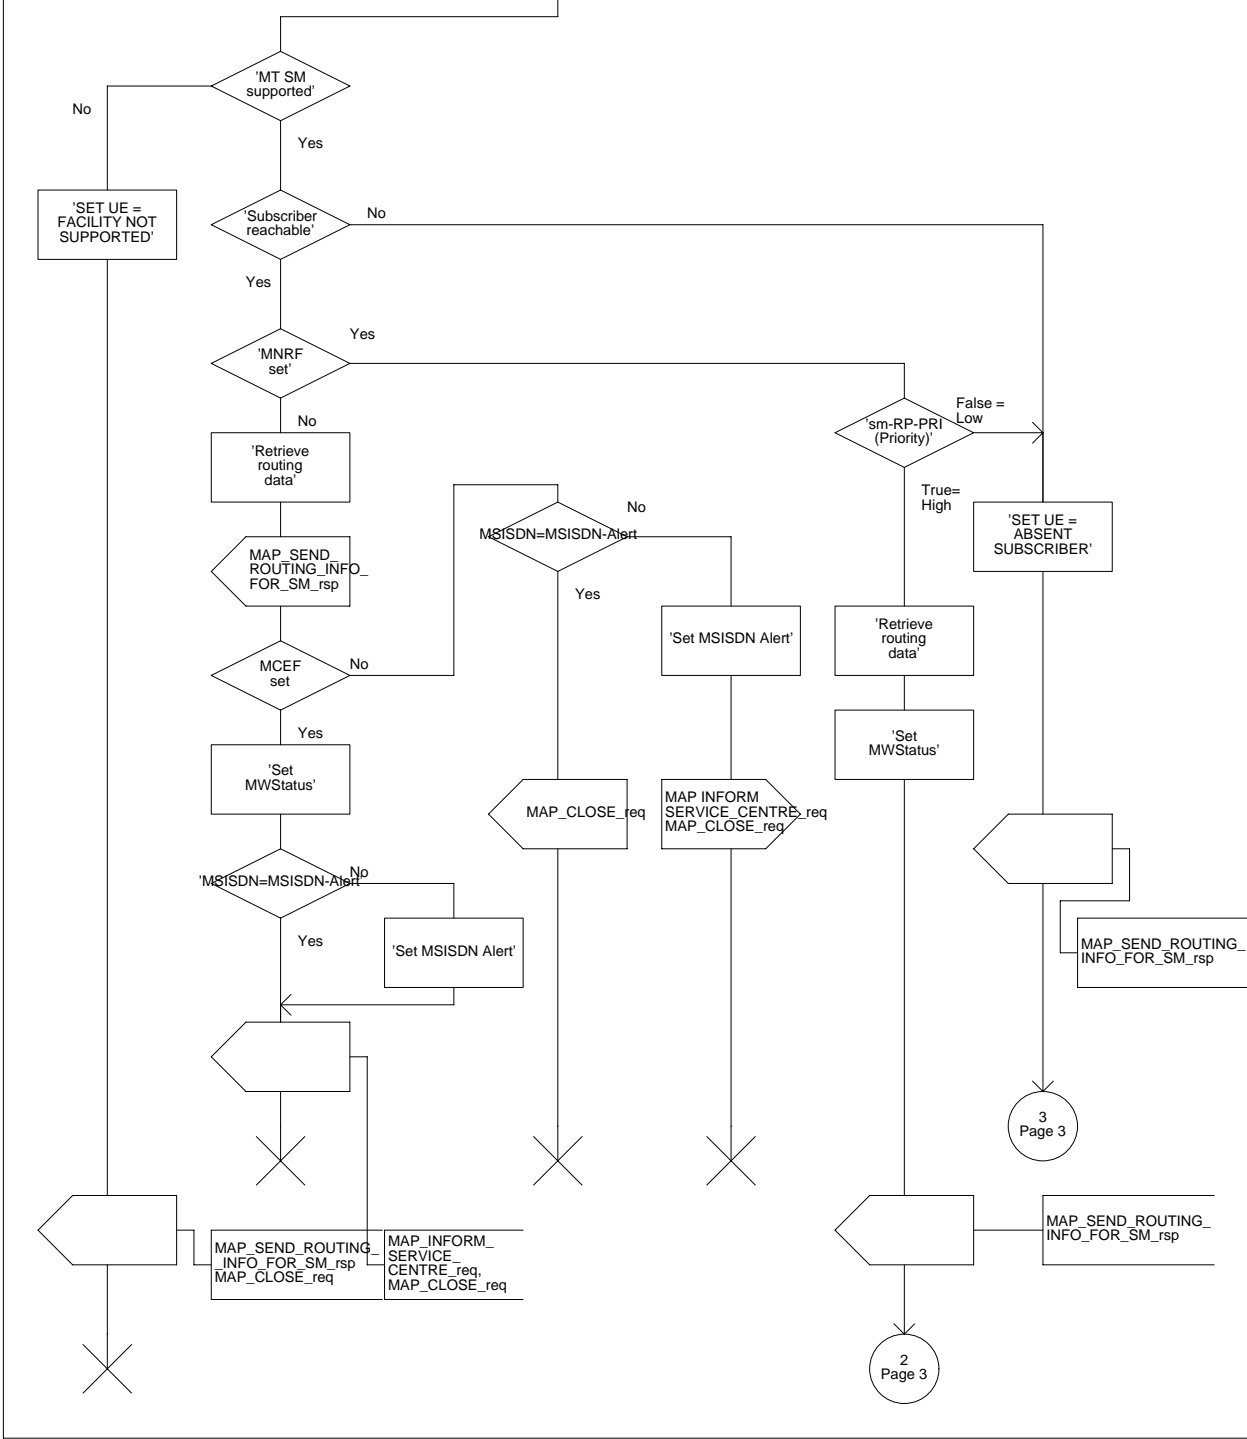 'MT SM
supported'
No
Yes
'SET UE =
FACILITY NOT
SUPPORTED'
'Subscriber
reachable'
No
Yes
Yes
'MNRF
set'
No
False =
Low
'sm-RP-PRI
(Priority)'
'Retrieve
routing
data'
True=
High
No
MSISDN=MSISDN-Alert
'SET UE =
ABSENT
SUBSCRIBER'
MAP_SEND_
ROUTING_INFO_
FOR_SM_rsp
Yes
'Set MSISDN Alert'
'Retrieve
routing
data'
MCEF
set
No
Yes
'Set
MWStatus'
'Set
MWStatus'
MAP_CLOSE_req
MAP INFORM
SERVICE_CENTRE_req
MAP_CLOSE_req
'MSISDN=MSISDN-Alert'
No
Yes
'Set MSISDN Alert'
MAP_SEND_ROUTING_
INFO_FOR_SM_rsp
3
Page 3
MAP_SEND_ROUTING_
_INFO_FOR_SM_rsp
MAP_CLOSE_req
MAP_INFORM_
SERVICE_
CENTRE_req,
MAP_CLOSE_req
MAP_SEND_ROUTING_
INFO_FOR_SM_rsp
2
Page 3